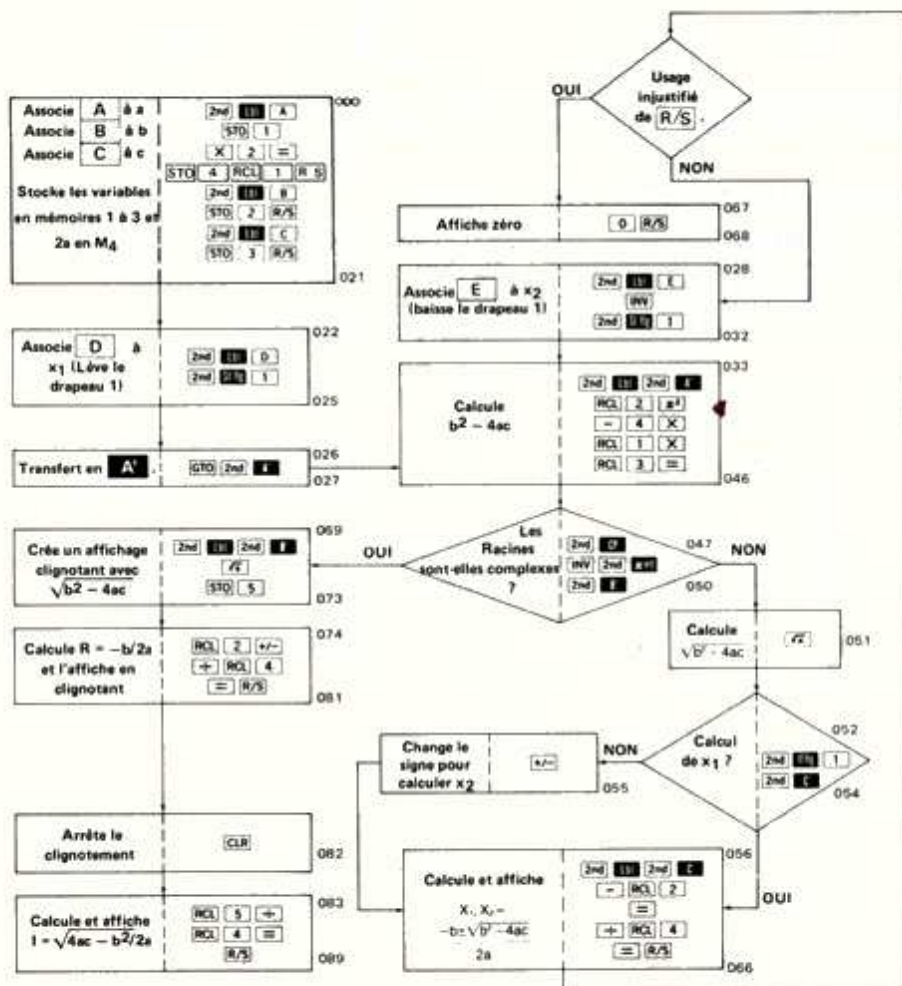 Usage
injustifié
de R/S.
OUI
NON
000
Associe A à a
Associe B à b
Associe C à c
Stocke les variables
en mémoires 1 à 3 et
2a en M4
2nd Lbl A
STO 1
X 2 =
STO 4 RCL 1 R S
2nd Lbl B
STO 2 R/S
2nd Lbl C
STO 3 R/S
021
Affiche zéro
0 R/S
067
068
Associe E à x2
(baisse le drapeau 1)
2nd Lbl E
INV
2nd St flg 1
028
032
022
Associe D à
x1 (Lève le
drapeau 1)
2nd Lbl D
2nd St flg 1
025
Transfert en A'.
GTO 2nd A'
026
027
033
Calcule
b2 − 4ac
2nd Lbl 2nd A'
RCL 2 x²
− 4 X
RCL 1 X
RCL 3 =
046
Les
Racines
sont-elles complexes
?
2nd CP
INV 2nd x≥t
2nd
047
050
OUI
NON
069
Crée un affichage
clignotant avec
√b2 − 4ac
2nd Lbl 2nd
√x
STO 5
073
Calcule
√b² - 4ac
√x
051
074
Calcule R = −b/2a
et l'affiche en
clignotant
RCL 2 +/−
÷ RCL 4
= R/S
081
Calcul
de x1 ?
2nd If flg 1
2nd C'
052
054
NON
OUI
Change le
signe pour
calculer x2
+/−
055
Arrête le
clignotement
CLR
082
056
Calcule et affiche
X1, X2 =
−b±√b² − 4ac
2a
2nd Lbl 2nd C'
− RCL 2
=
÷ RCL 4
= R/S
066
083
Calcule et affiche
I = √4ac − b2/2a
RCL 5 ÷
RCL 4 =
R/S
089